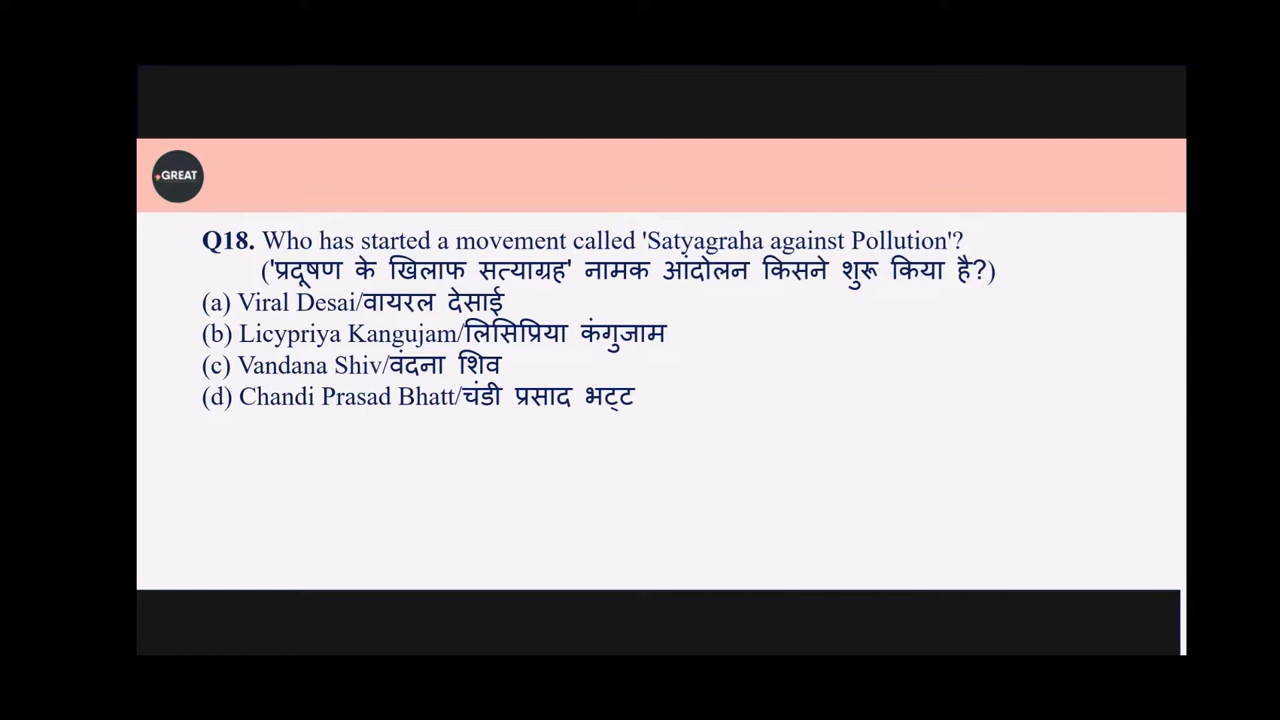 GREAT
Q18. Who has started a movement called 'Satyagraha against Pollution'?
('प्रदूषण के खिलाफ सत्याग्रह' नामक आंदोलन किसने शुरू किया है?)
(a) Viral Desai/वायरल देसाई
(b) Licypriya Kangujam/लिसिप्रिया कंगुजाम
(c) Vandana Shiv/वंदना शिव
(d) Chandi Prasad Bhatt/चंडी प्रसाद भट्ट